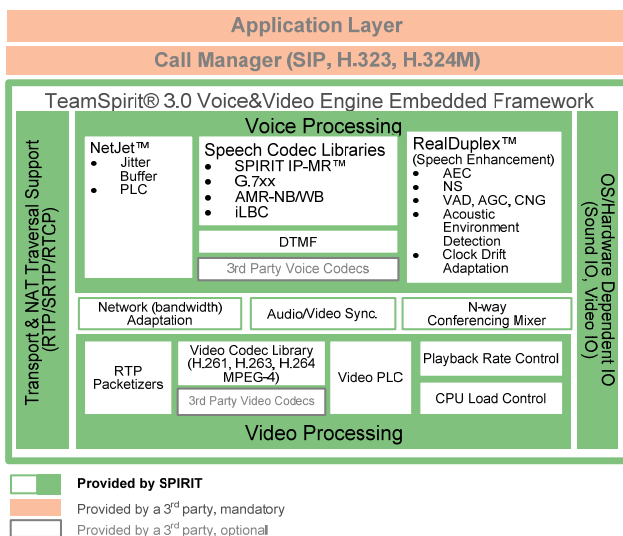 Application Layer
Call Manager (SIP, H.323, H.324M)
TeamSpirit® 3.0 Voice&Video Engine Embedded Framework
Transport & NAT Traversal Support
(RTP/SRTP/RTCP)
Voice Processing
NetJet™
• Jitter
Buffer
• PLC
Speech Codec Libraries
• SPIRIT IP-MR™
• G.7xx
• AMR-NB/WB
• iLBC
DTMF
3rd Party Voice Codecs
RealDuplex™
(Speech Enhancement)
• AEC
• NS
• VAD, AGC, CNG
• Acoustic
Environment
Detection
• Clock Drift
Adaptation
OS/Hardware Dependent IO
(Sound IO, Video IO)
Network (bandwidth)
Adaptation
Audio/Video Sync.
N-way
Conferencing Mixer
RTP
Packetizers
Video Codec Library
(H.261, H.263, H.264
MPEG-4)
3rd Party Video Codecs
Video PLC
Playback Rate Control
CPU Load Control
Video Processing
Provided by SPIRIT
Provided by a 3rd party, mandatory
Provided by a 3rd party, optional